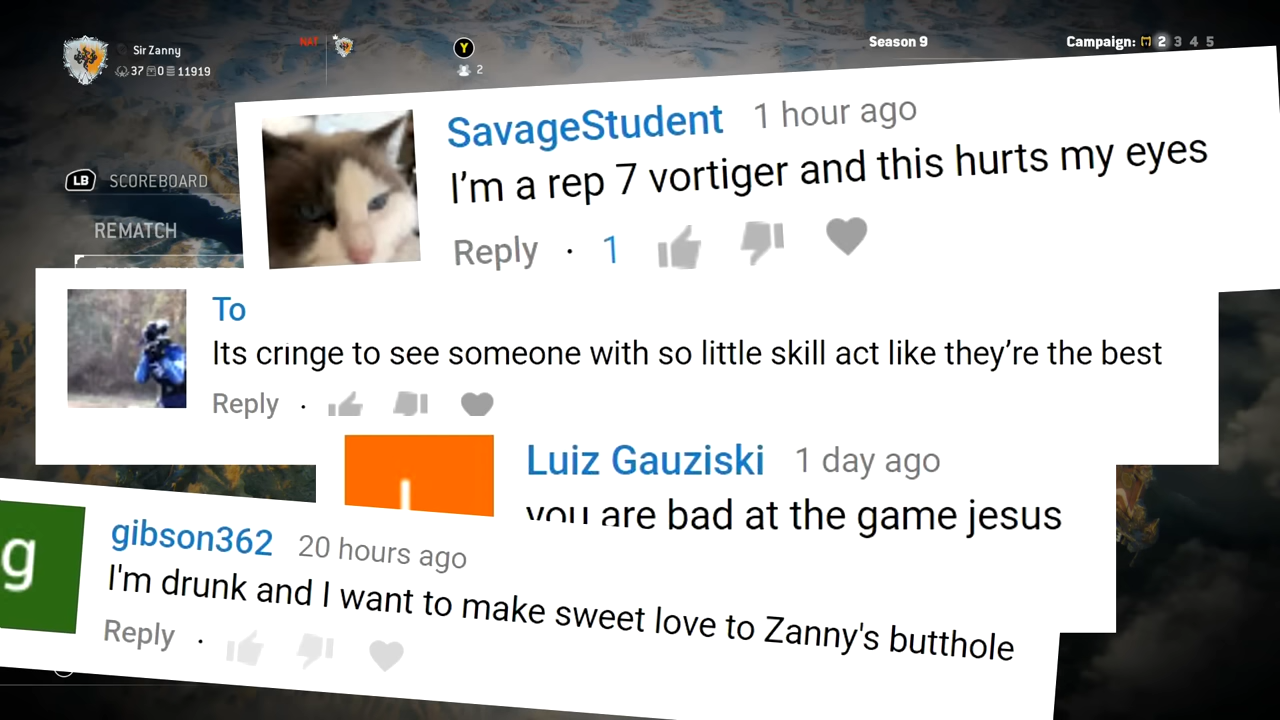 Sir Zanny
37 0 11919
NAT
Y
2
Season 9
Campaign: 2 3 4 5
LB SCOREBOARD
REMATCH
SavageStudent 1 hour ago
I'm a rep 7 vortiger and this hurts my eyes
Reply · 1
To
Its cringe to see someone with so little skill act like they're the best
Reply ·
Luiz Gauziski 1 day ago
you are bad at the game jesus
g
gibson362 20 hours ago
I'm drunk and I want to make sweet love to Zanny's butthole
Reply ·